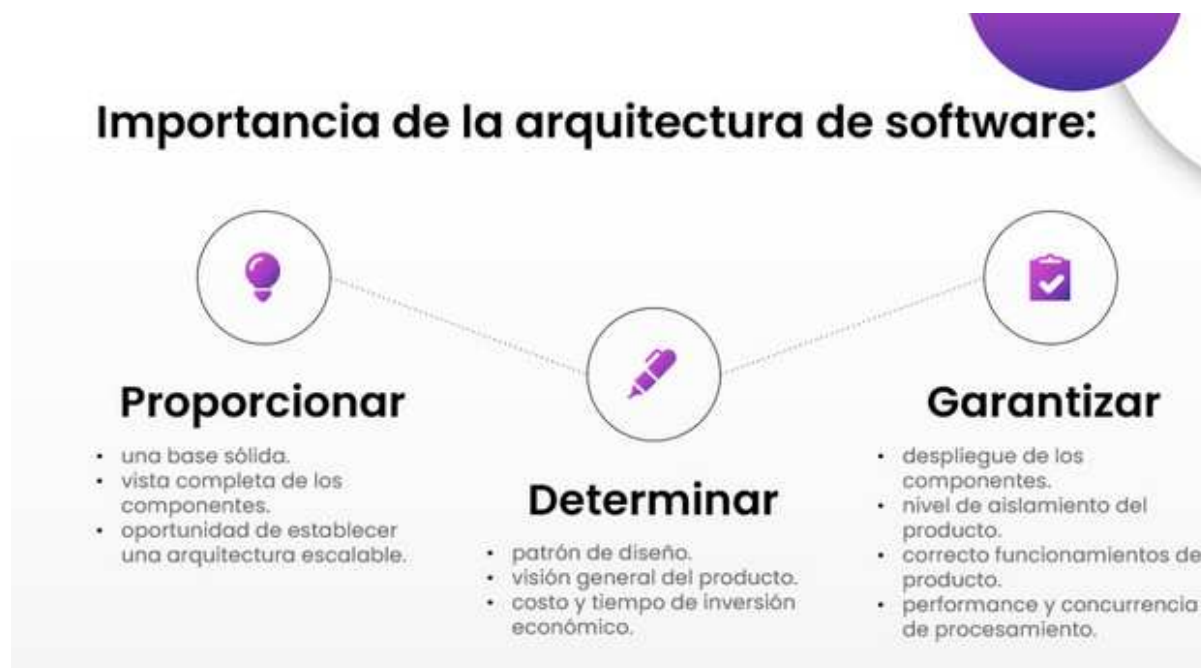 Importancia de la arquitectura de software:
Proporcionar
• una base sólida.
• vista completa de los
componentes.
• oportunidad de establecer
una arquitectura escalable.
Determinar
• patrón de diseño.
• visión general del producto.
• costo y tiempo de inversión
económico.
Garantizar
• despliegue de los
componentes.
• nivel de aislamiento del
producto.
• correcto funcionamientos de
producto.
• performance y concurrencia
de procesamiento.